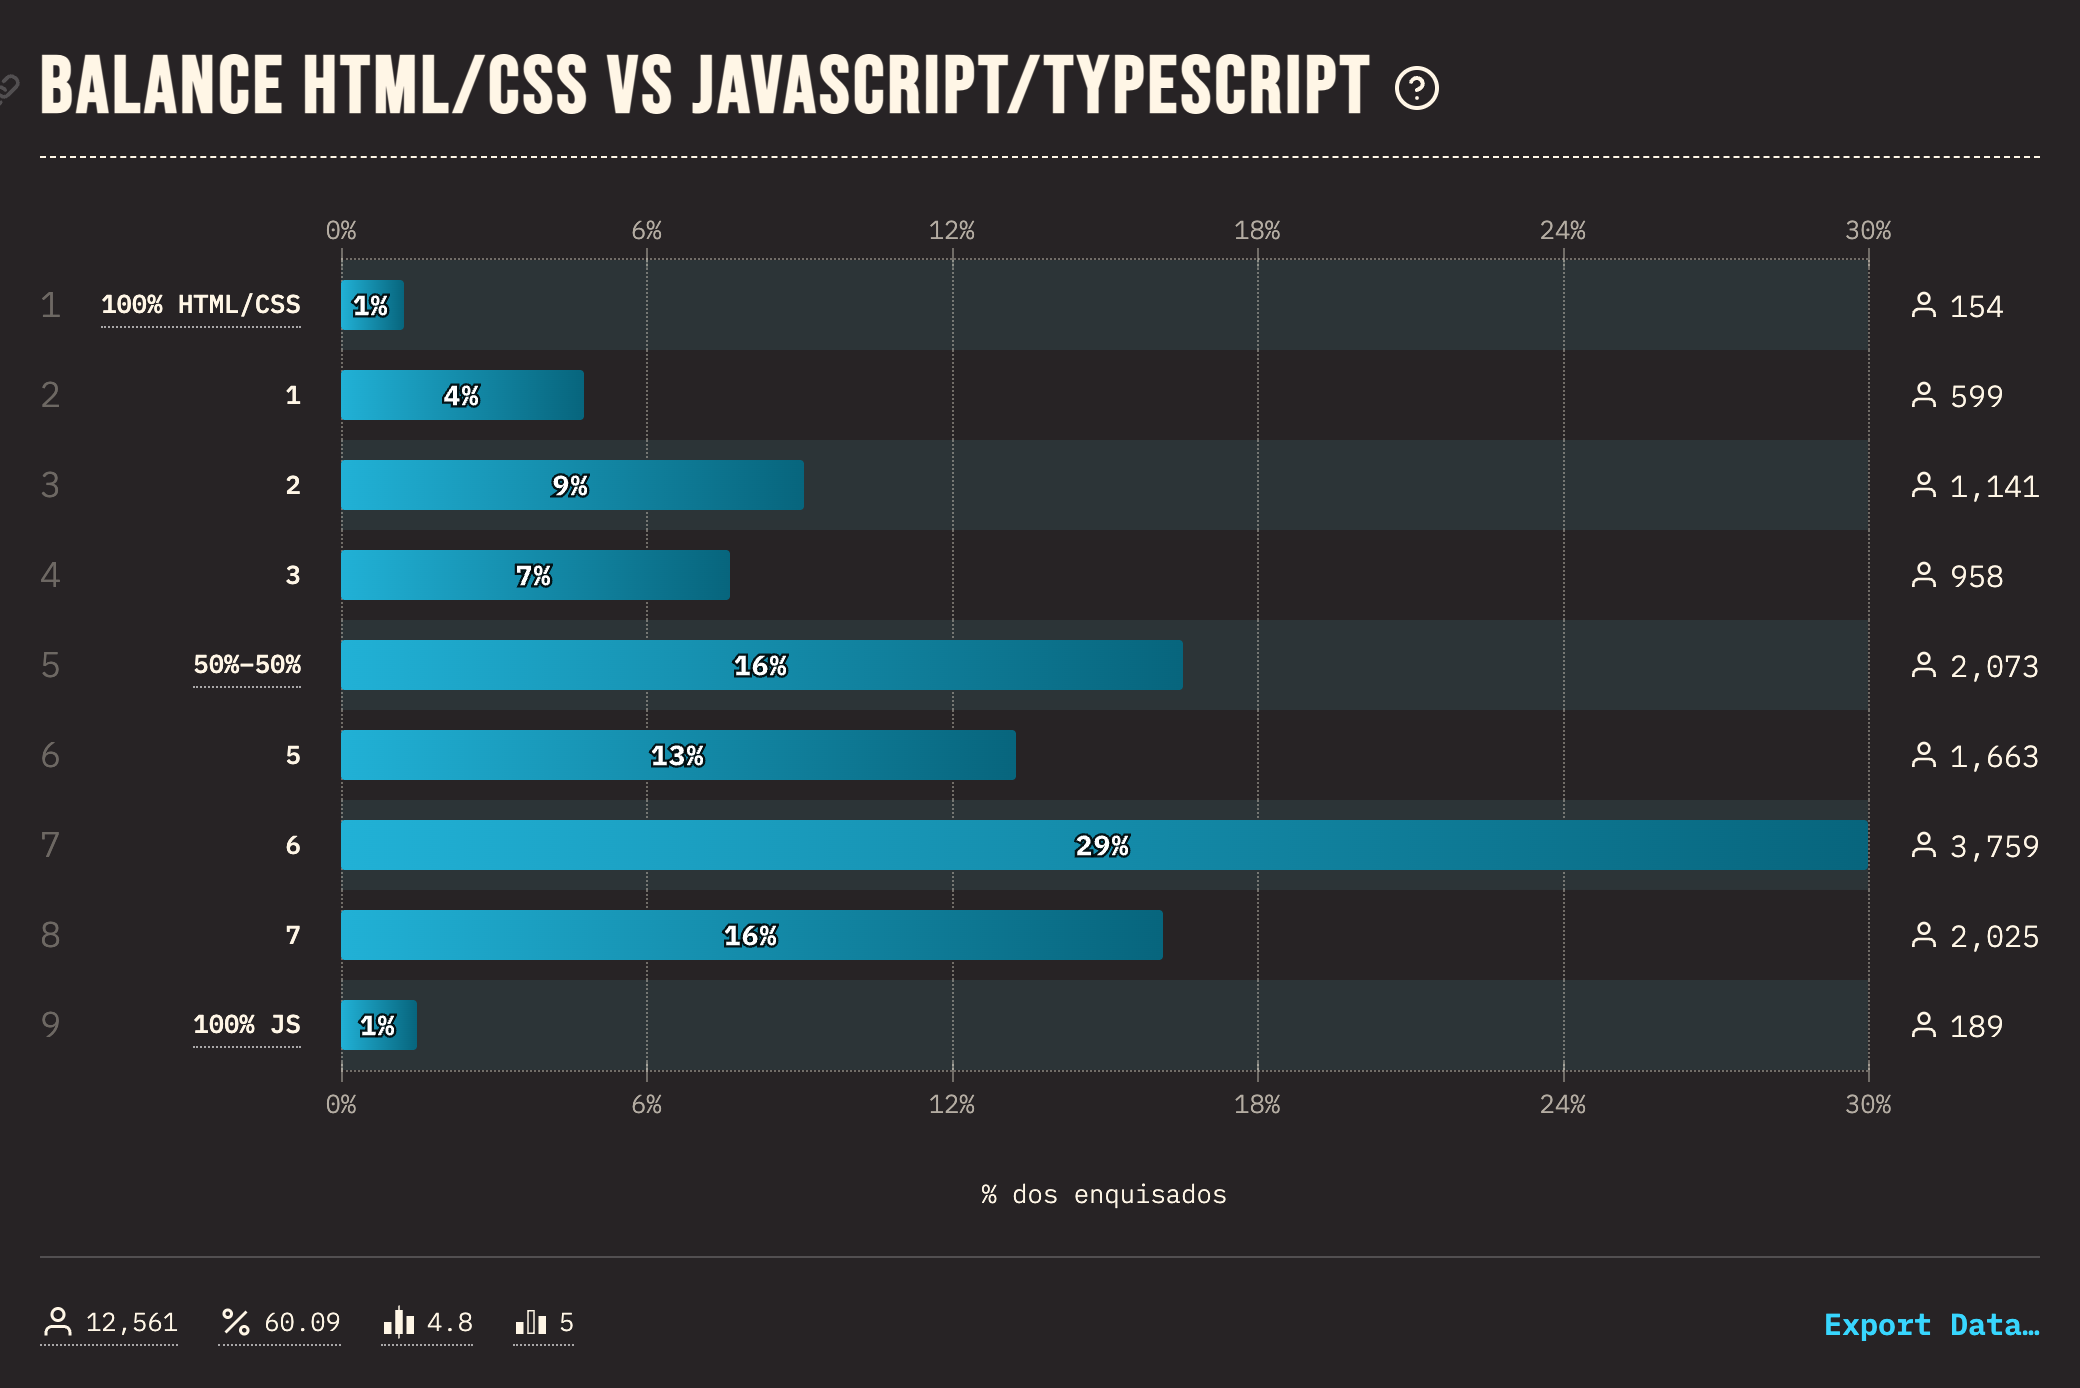 BALANCE HTML/CSS VS JAVASCRIPT/TYPESCRIPT ?
0% 6% 12% 18% 24% 30%
1 100% HTML/CSS 1% 154
2 1 4% 599
3 2 9% 1,141
4 3 7% 958
5 50%–50% 16% 2,073
6 5 13% 1,663
7 6 29% 3,759
8 7 16% 2,025
9 100% JS 1% 189
0% 6% 12% 18% 24% 30%
% dos enquisados
12,561 % 60.09 4.8 5 Export Data…